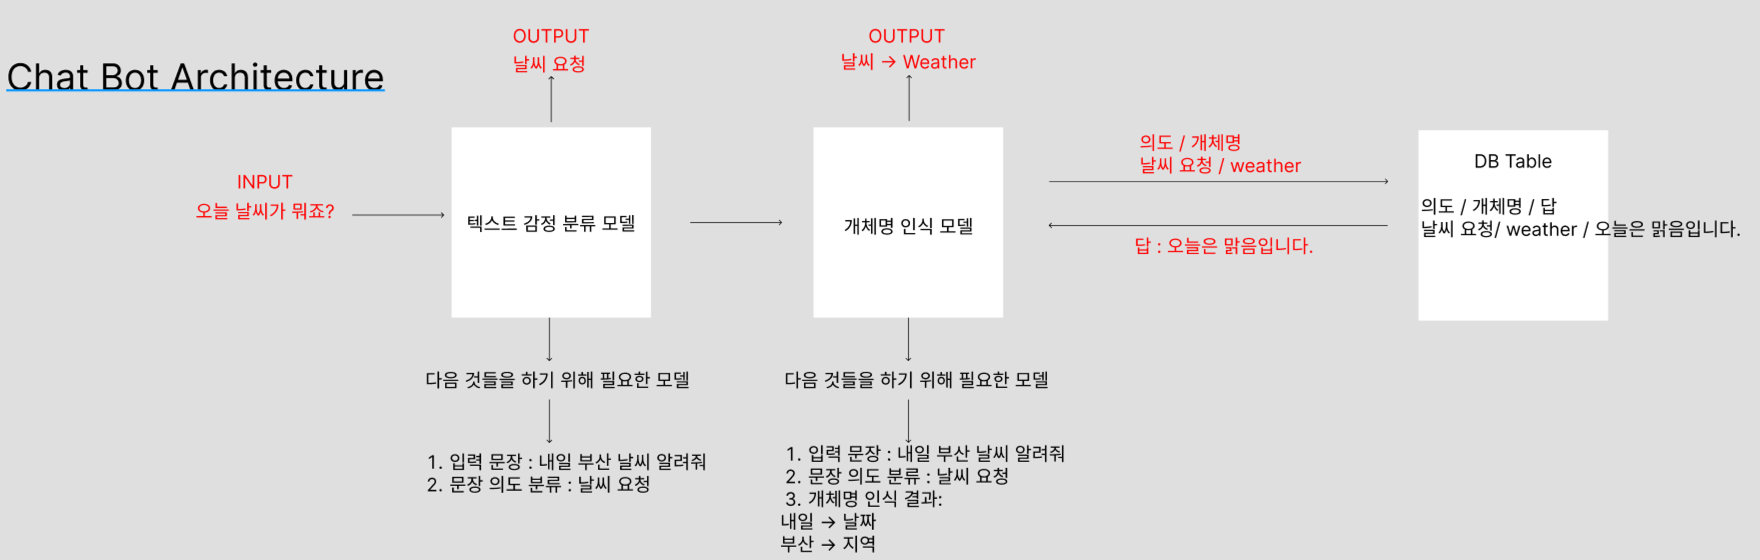 Chat Bot Architecture
INPUT
오늘 날씨가 뭐죠?
OUTPUT
날씨 요청
텍스트 감정 분류 모델
다음 것들을 하기 위해 필요한 모델
1. 입력 문장 : 내일 부산 날씨 알려줘
2. 문장 의도 분류 : 날씨 요청
OUTPUT
날씨 → Weather
개체명 인식 모델
다음 것들을 하기 위해 필요한 모델
1. 입력 문장 : 내일 부산 날씨 알려줘
2. 문장 의도 분류 : 날씨 요청
3. 개체명 인식 결과:
내일 → 날짜
부산 → 지역
의도 / 개체명
날씨 요청 / weather
답 : 오늘은 맑음입니다.
DB Table
의도 / 개체명 / 답
날씨 요청/ weather / 오늘은 맑음입니다.